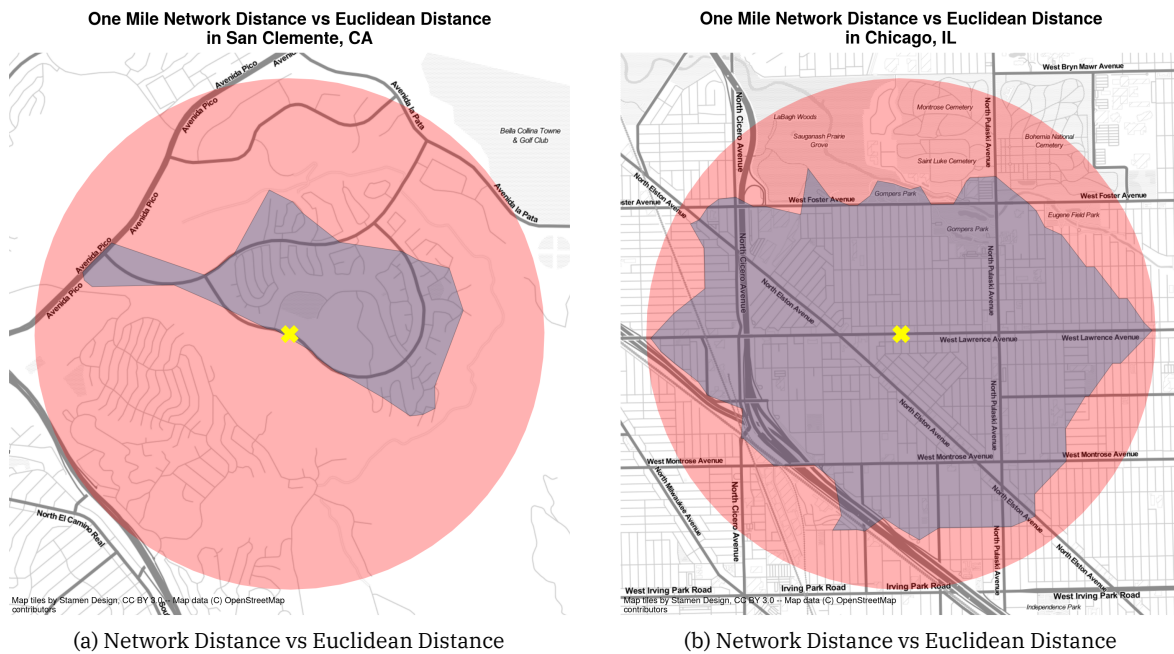 One Mile Network Distance vs Euclidean Distance
in San Clemente, CA
Avenida Pico
Avenida Pico
Avenida la Pata
Bella Collina Towne
& Golf Club
Avenida Pico
Avenida la Pata
Avenida Pico
Avenida Pico
North El Camino Real
Map tiles by Stamen Design, CC BY 3.0 -- Map data (C) OpenStreetMap
contributors
(a) Network Distance vs Euclidean Distance
One Mile Network Distance vs Euclidean Distance
in Chicago, IL
West Bryn Mawr Avenue
North Cicero Avenue
North Pulaski Avenue
Montrose Cemetery
LaBagh Woods
Sauganash Prairie
Grove
Bohemia National
Cemetery
Saint Luke Cemetery
North Elston Avenue
Gompers Park
West Foster Avenue
West Foster Avenue
ster Avenue
Eugene Field Park
Gompers Park
North Cicero Avenue
North Pulaski Avenue
North Elston Avenue
West Lawrence Avenue
West Lawrence Avenue
North Pulaski Avenue
North Elston Avenue
West Montrose Avenue
West Montrose Avenue
West Montrose Avenue
North Milwaukee Avenue
North Cicero Avenue
North Elston Avenue
North Pulaski Avenue
North Elston Avenue
West Irving Park Road
Irving Park Road
Irving Park Road
West Irving Park Road
Independence Park
Map tiles by Stamen Design, CC BY 3.0 -- Map data (C) OpenStreetMap
contributors
(b) Network Distance vs Euclidean Distance